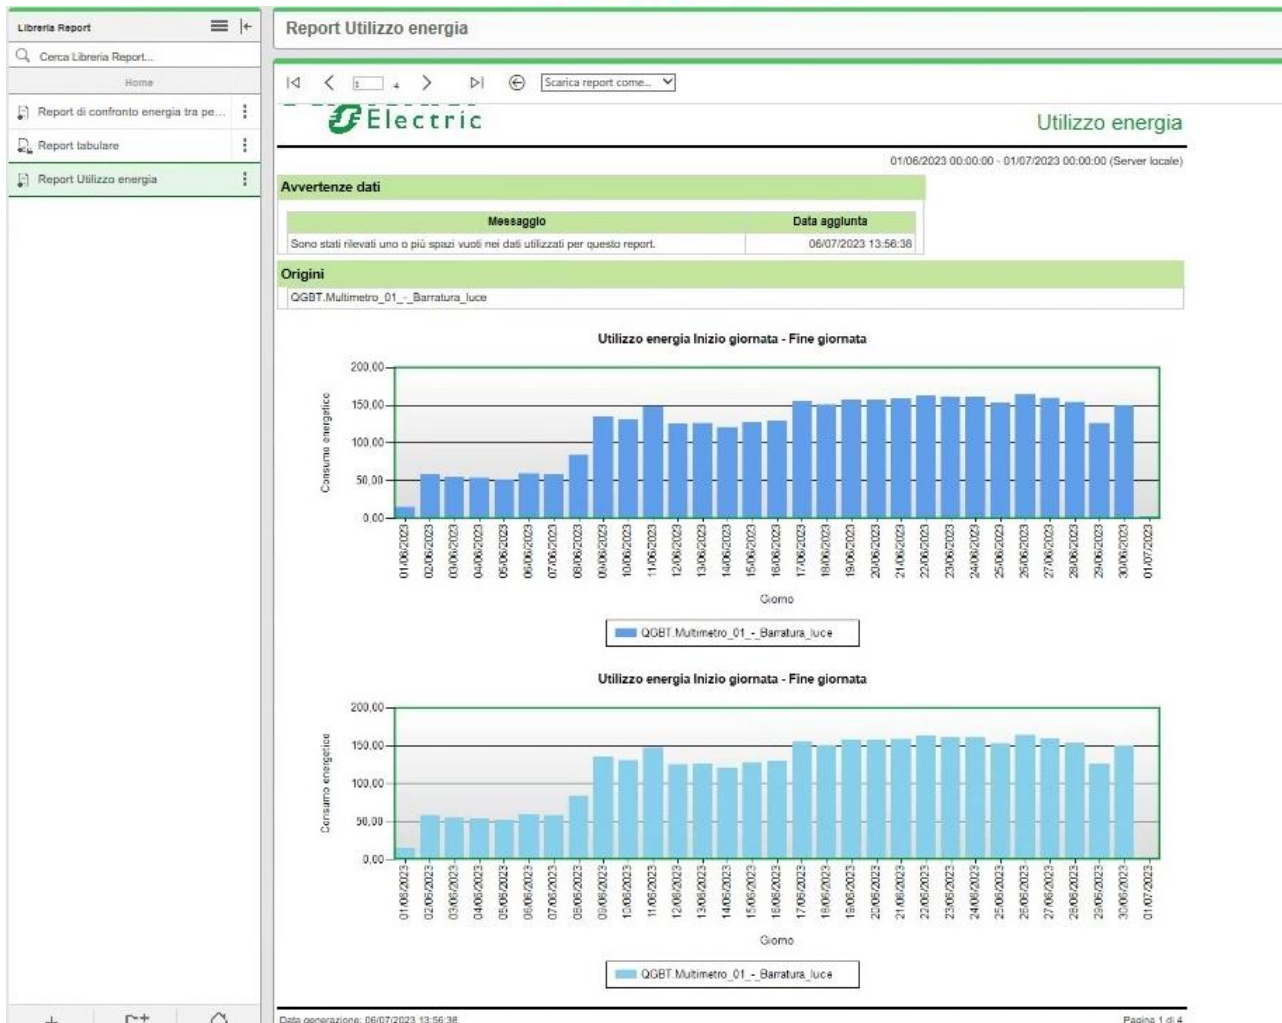 Libreria Report
Cerca Libreria Report...
Home
Report di confronto energia tra pe...
Report tabulare
Report Utilizzo energia
Report Utilizzo energia
1
4
Scarica report come...
Electric
Utilizzo energia
01/06/2023 00:00:00 - 01/07/2023 00:00:00 (Server locale)
Avvertenze dati
Messaggio Data aggiunta
Sono stati rilevati uno o più spazi vuoti nei dati utilizzati per questo report. 06/07/2023 13:56:38
Origini
QGBT.Multimetro_01_-_Barratura_luce
Utilizzo energia Inizio giornata - Fine giornata
Consumo energetico
200,00
150,00
100,00
50,00
0,00
01/06/2023
02/06/2023
03/06/2023
04/06/2023
05/06/2023
06/06/2023
07/06/2023
08/06/2023
09/06/2023
10/06/2023
11/06/2023
12/06/2023
13/06/2023
14/06/2023
15/06/2023
16/06/2023
17/06/2023
18/06/2023
19/06/2023
20/06/2023
21/06/2023
22/06/2023
23/06/2023
24/06/2023
25/06/2023
26/06/2023
27/06/2023
28/06/2023
29/06/2023
30/06/2023
01/07/2023
Giorno
QGBT.Multimetro_01_-_Barratura_luce
Utilizzo energia Inizio giornata - Fine giornata
Consumo energetico
200,00
150,00
100,00
50,00
0,00
01/06/2023
02/06/2023
03/06/2023
04/06/2023
05/06/2023
06/06/2023
07/06/2023
08/06/2023
09/06/2023
10/06/2023
11/06/2023
12/06/2023
13/06/2023
14/06/2023
15/06/2023
16/06/2023
17/06/2023
18/06/2023
19/06/2023
20/06/2023
21/06/2023
22/06/2023
23/06/2023
24/06/2023
25/06/2023
26/06/2023
27/06/2023
28/06/2023
29/06/2023
30/06/2023
01/07/2023
Giorno
QGBT.Multimetro_01_-_Barratura_luce
Data generazione: 06/07/2023 13:56:38
Pagina 1 di 4